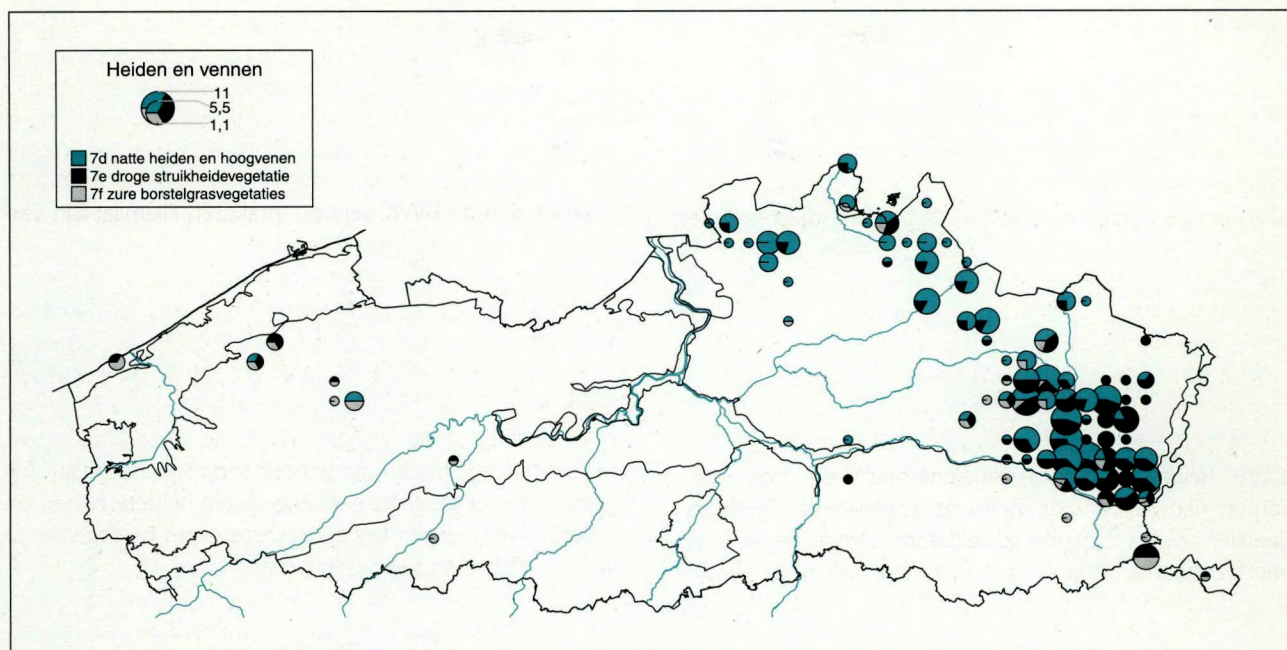 Heiden en vennen
11
5,5
1,1
7d natte heiden en hoogvenen
7e droge struikheidevegetatie
7f zure borstelgrasvegetaties